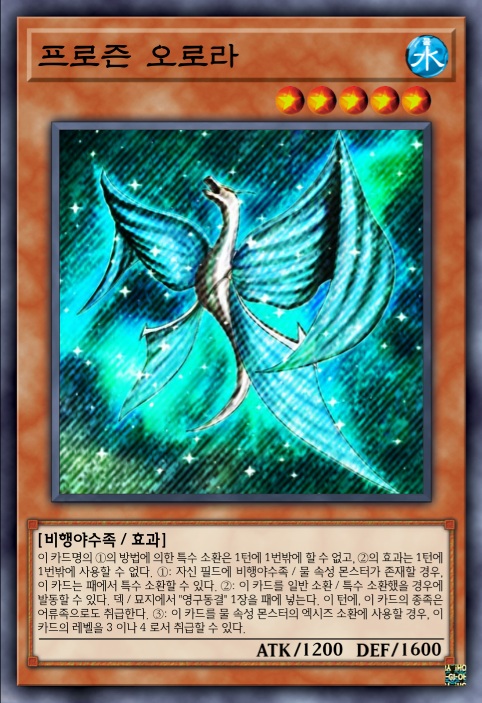 프로즌 오로라
水
[비행야수족 / 효과]
이 카드명의 ①의 방법에 의한 특수 소환은 1턴에 1번밖에 할 수 없고, ②의 효과는 1턴에
1번밖에 사용할 수 없다. ①: 자신 필드에 비행야수족 / 물 속성 몬스터가 존재할 경우,
이 카드는 패에서 특수 소환할 수 있다. ②: 이 카드를 일반 소환 / 특수 소환했을 경우에
발동할 수 있다. 덱 / 묘지에서 "영구동결" 1장을 패에 넣는다. 이 턴에, 이 카드의 종족은
어류족으로도 취급한다. ③: 이 카드를 물 속성 몬스터의 엑시즈 소환에 사용할 경우, 이
카드의 레벨을 3 이나 4 로서 취급할 수 있다.
ATK/1200 DEF/1600